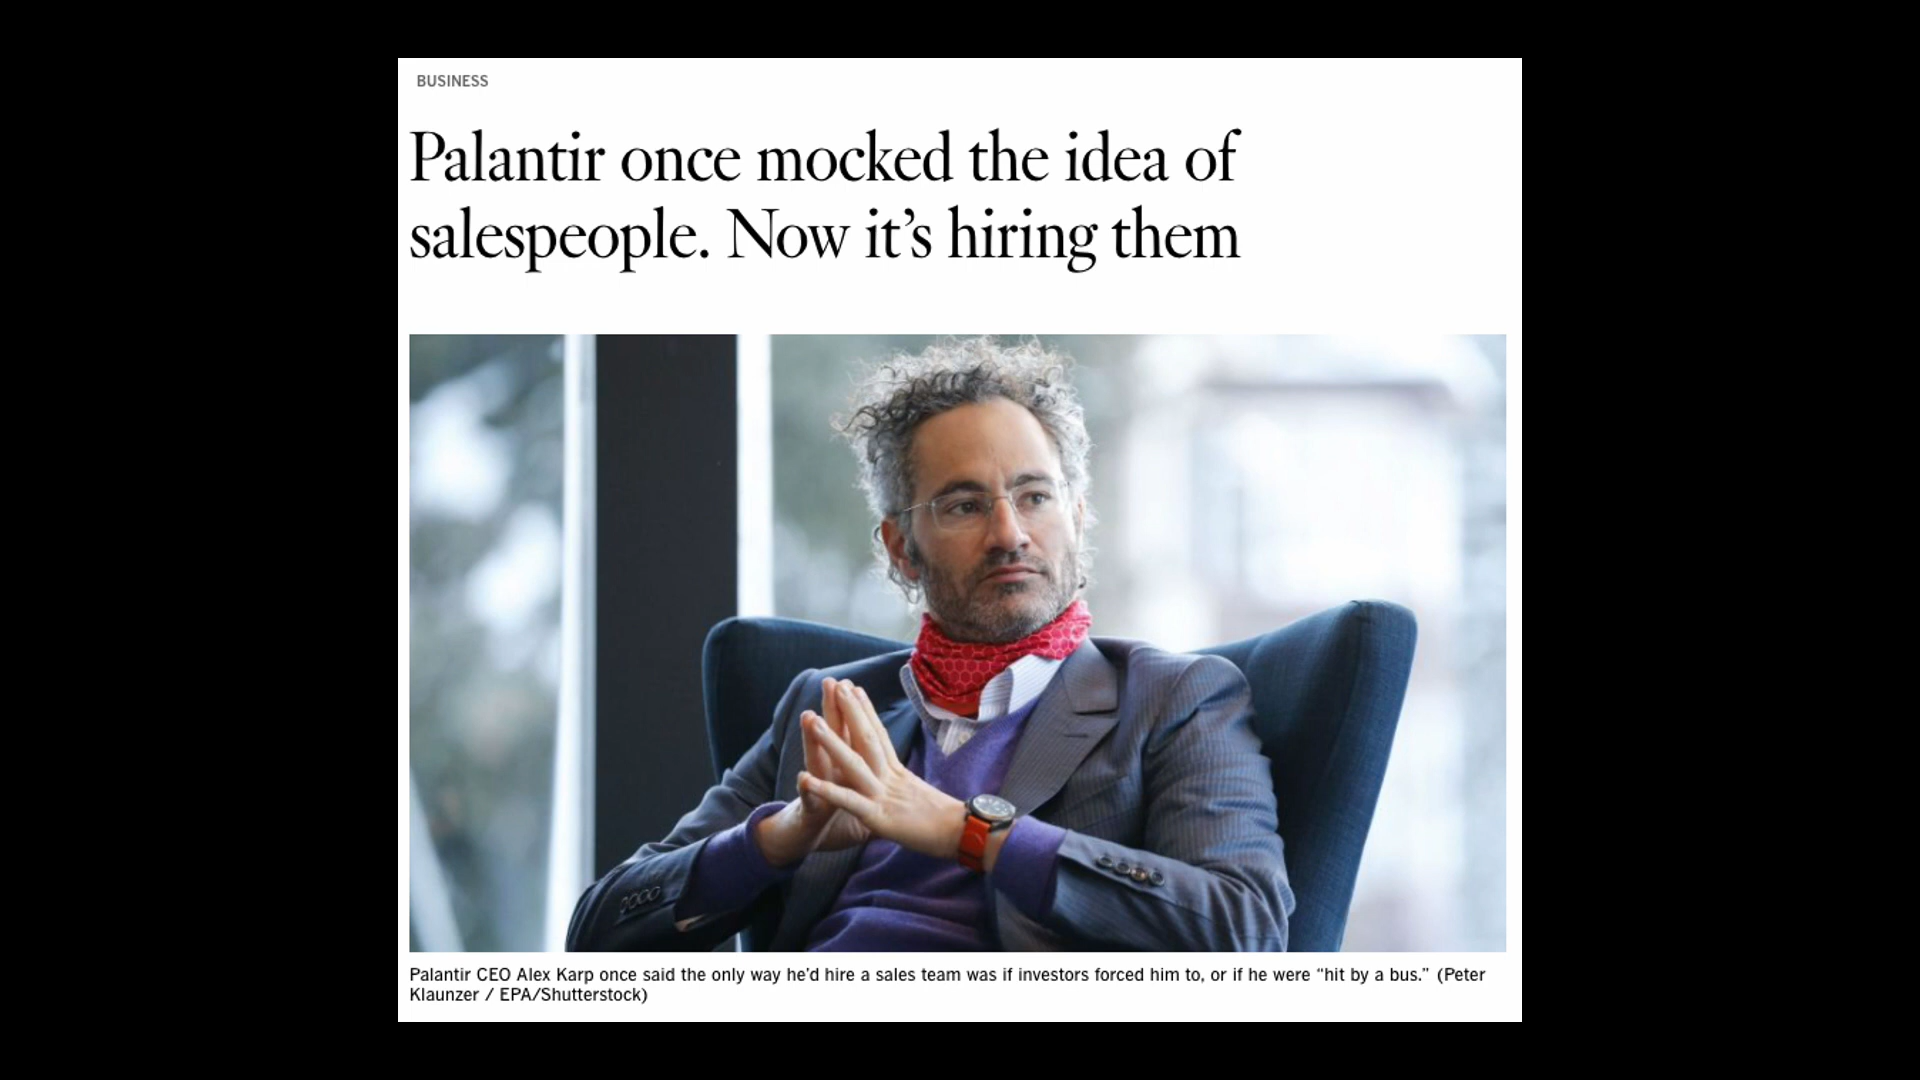 BUSINESS
Palantir once mocked the idea of
salespeople. Now it’s hiring them
Palantir CEO Alex Karp once said the only way he’d hire a sales team was if investors forced him to, or if he were “hit by a bus.” (Peter
Klaunzer / EPA/Shutterstock)